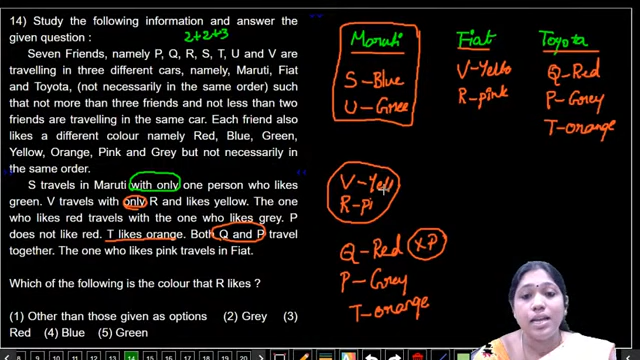 14) Study the following information and answer the
given question :
2+2+3
Seven Friends, namely P, Q, R, S, T, U and V are
travelling in three different cars, namely, Maruti, Fiat
and Toyota, (not necessarily in the same order) such
that not more than three friends and not less than two
friends are travelling in the same car. Each friend also
likes a different colour namely Red, Blue, Green,
Yellow, Orange, Pink and Grey but not necessarily in
the same order.
S travels in Maruti with only one person who likes
green. V travels with only R and likes yellow. The one
who likes red travels with the one who likes grey. P
does not like red. T likes orange. Both Q and P travel
together. The one who likes pink travels in Fiat.
Which of the following is the colour that R likes ?
(1) Other than those given as options (2) Grey (3)
Red (4) Blue (5) Green
Maruti
S-Blue
U-Gree
Fiat
V-Yello
R-pink
Toyota
Q-Red
P-Grey
T-orange
V-Yell
R-pi
Q-Red XP
P-Grey
T-orange
14